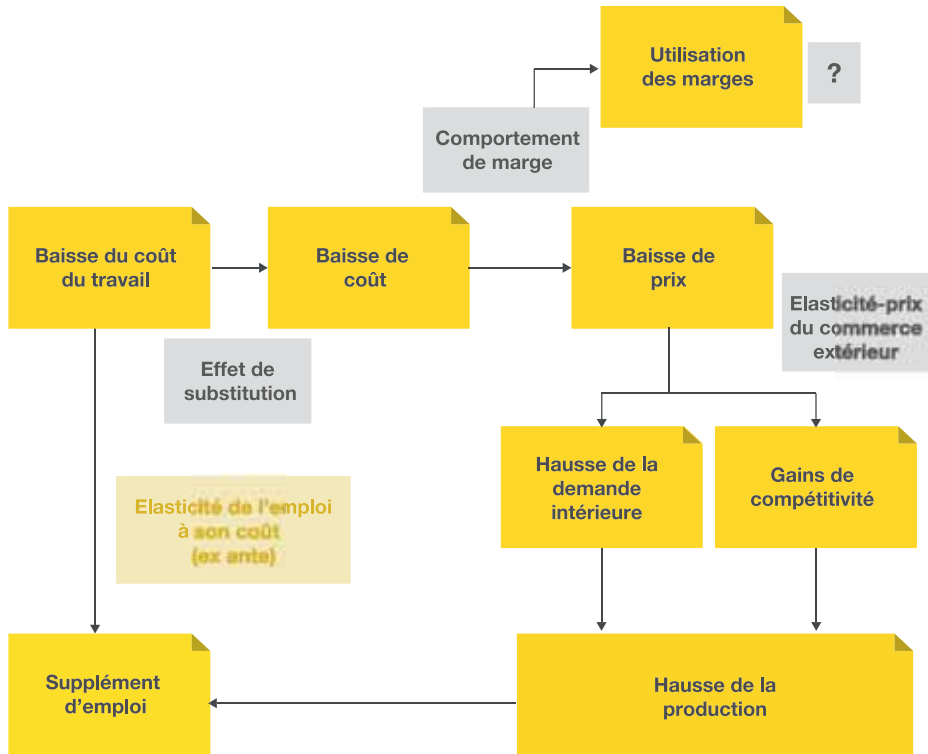 Utilisation
des marges
?
Comportement
de marge
Baisse du coût
du travail
Baisse de
coût
Baisse de
prix
Elasticité-prix
du commerce
extérieur
Effet de
substitution
Hausse de la
demande
intérieure
Gains de
compétitivité
Elasticité de l'emploi
à son coût
(ex ante)
Supplément
d’emploi
Hausse de la
production